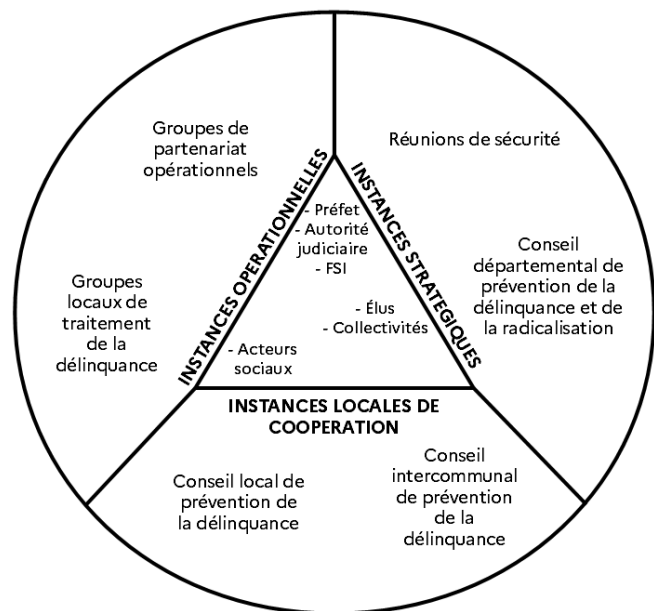 Groupes de
partenariat
opérationnels
Réunions de sécurité
INSTANCES OPERATIONNELLES
INSTANCES STRATEGIQUES
- Préfet
- Autorité
judiciaire
- FSI
Groupes
locaux de
traitement
de la
délinquance
Conseil
départemental de
prévention de la
délinquance et de
la radicalisation
- Élus
- Collectivités
- Acteurs
sociaux
INSTANCES LOCALES DE
COOPERATION
Conseil local de
prévention de
la délinquance
Conseil
intercommunal
de prévention
de la
délinquance